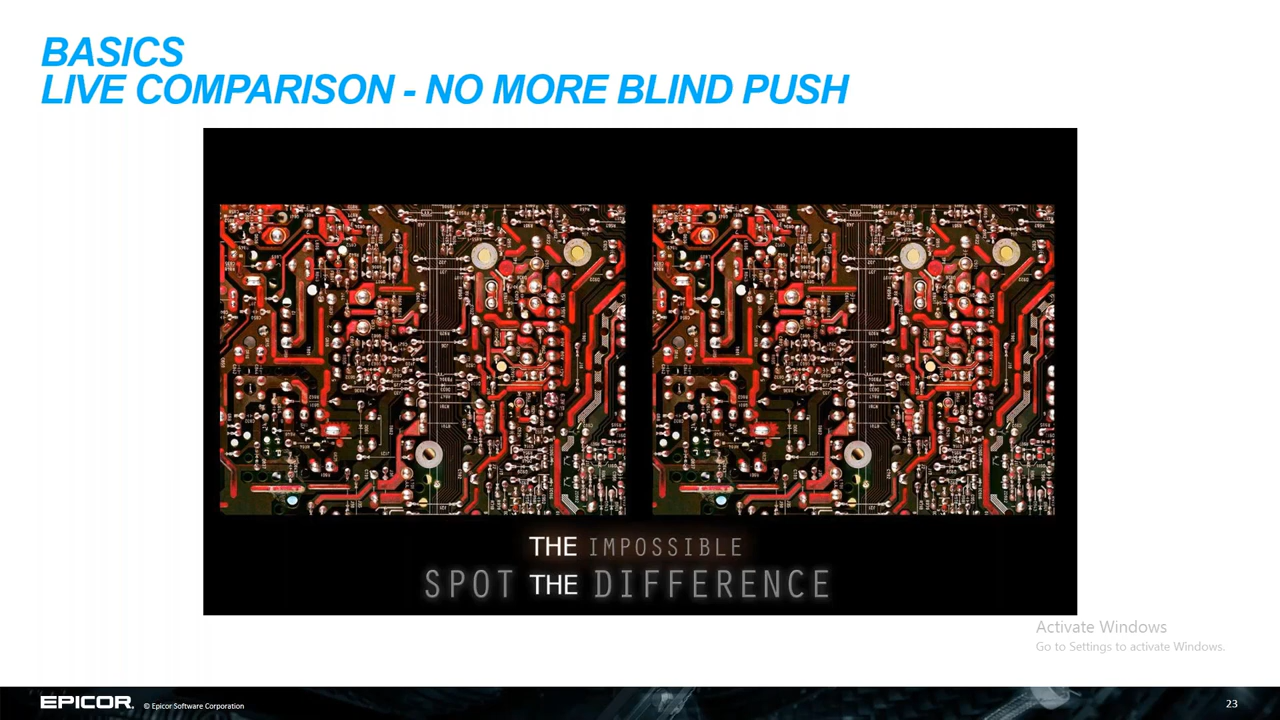 BASICS
LIVE COMPARISON - NO MORE BLIND PUSH
THE IMPOSSIBLE
SPOT THE DIFFERENCE
Activate Windows
Go to Settings to activate Windows.
EPICOR © Epicor Software Corporation
23